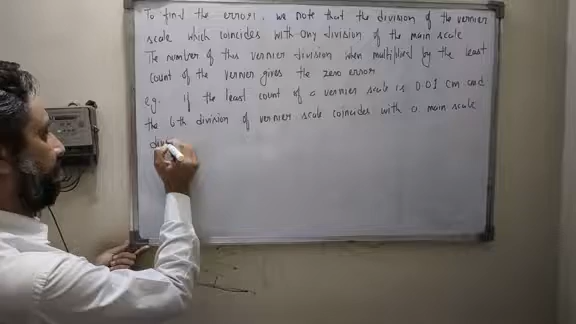 To find the error, we note that the division of the vernier
scale which coincides with any division of the main scale
The number of this vernier division when multiplied by the least
count of the vernier gives the zero error
eg. if the least count of a vernier scale is 0.01 cm and
the 6th division of vernier scale coincides with a main scale